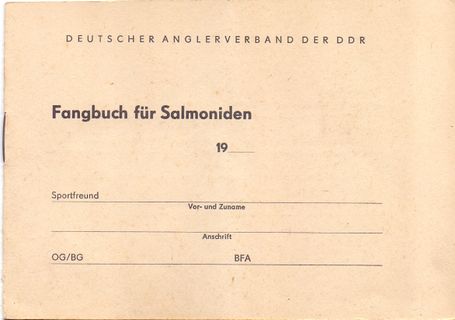 DEUTSCHER ANGLERVERBAND DER DDR
Fangbuch für Salmoniden
19
Sportfreund
Vor- und Zuname
Anschrift
OG/BG BFA